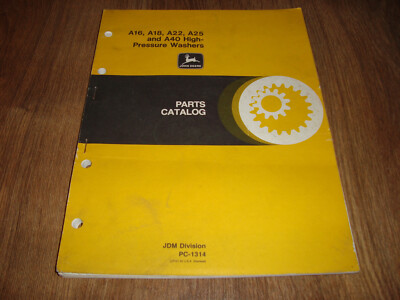 A16, A18, A22, A25
and A40 High-
Pressure Washers
JOHN DEERE
PARTS
CATALOG
JDM Division
PC-1314